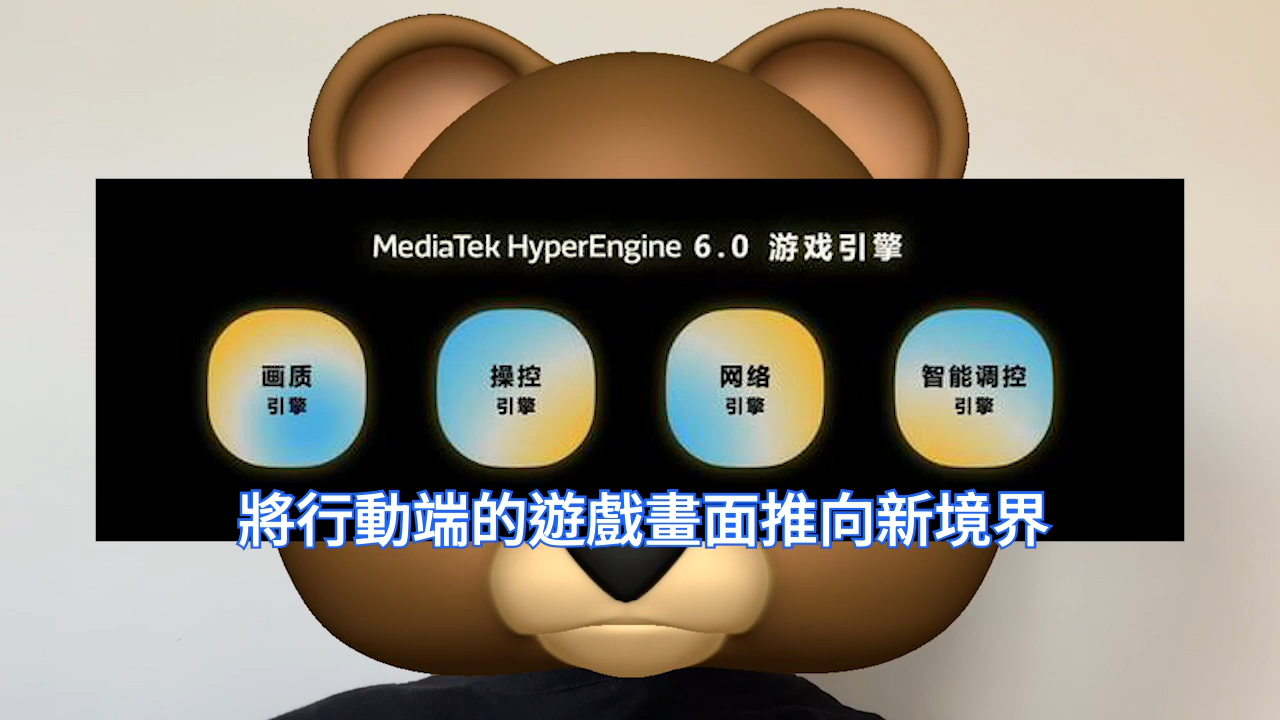 MediaTek HyperEngine 6.0 游戏引擎
画质
引擎
操控
引擎
网络
引擎
智能调控
引擎
將行動端的遊戲畫面推向新境界